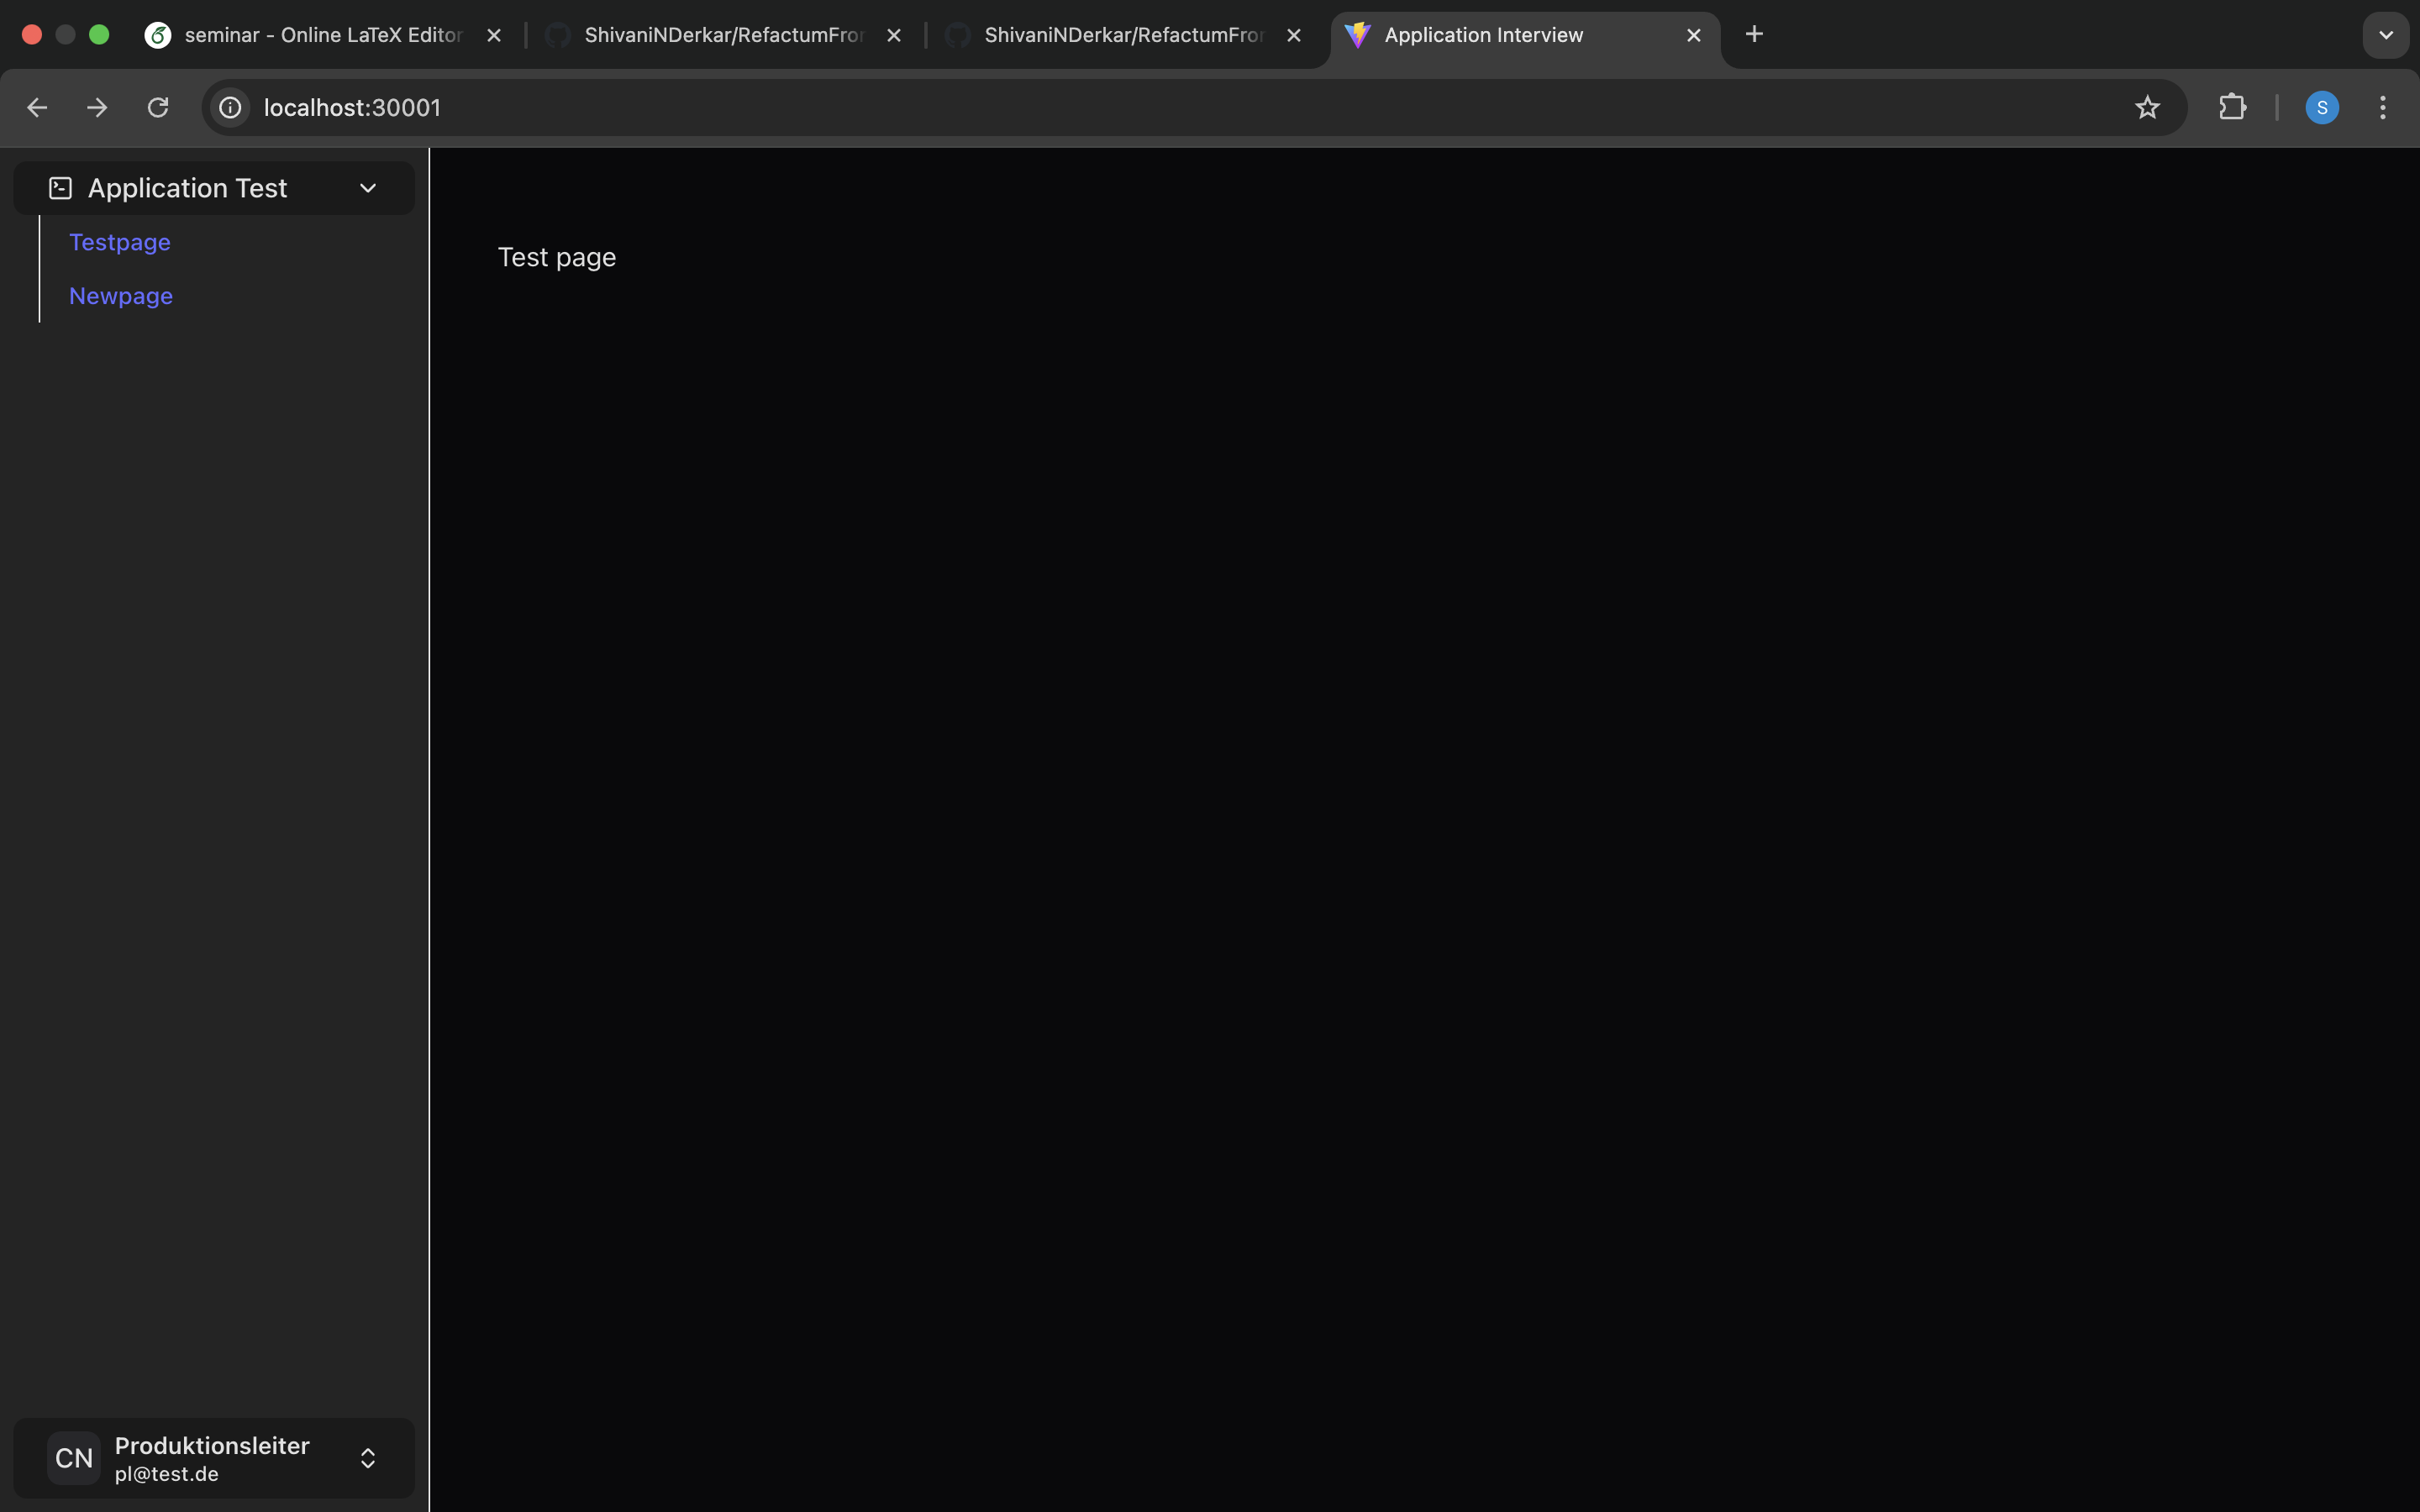 seminar - Online LaTeX Editor
ShivaniNDerkar/RefactumFror
ShivaniNDerkar/RefactumFror
Application Interview
localhost:30001
S
Application Test
Testpage
Newpage
Test page
CN
Produktionsleiter
pl@test.de